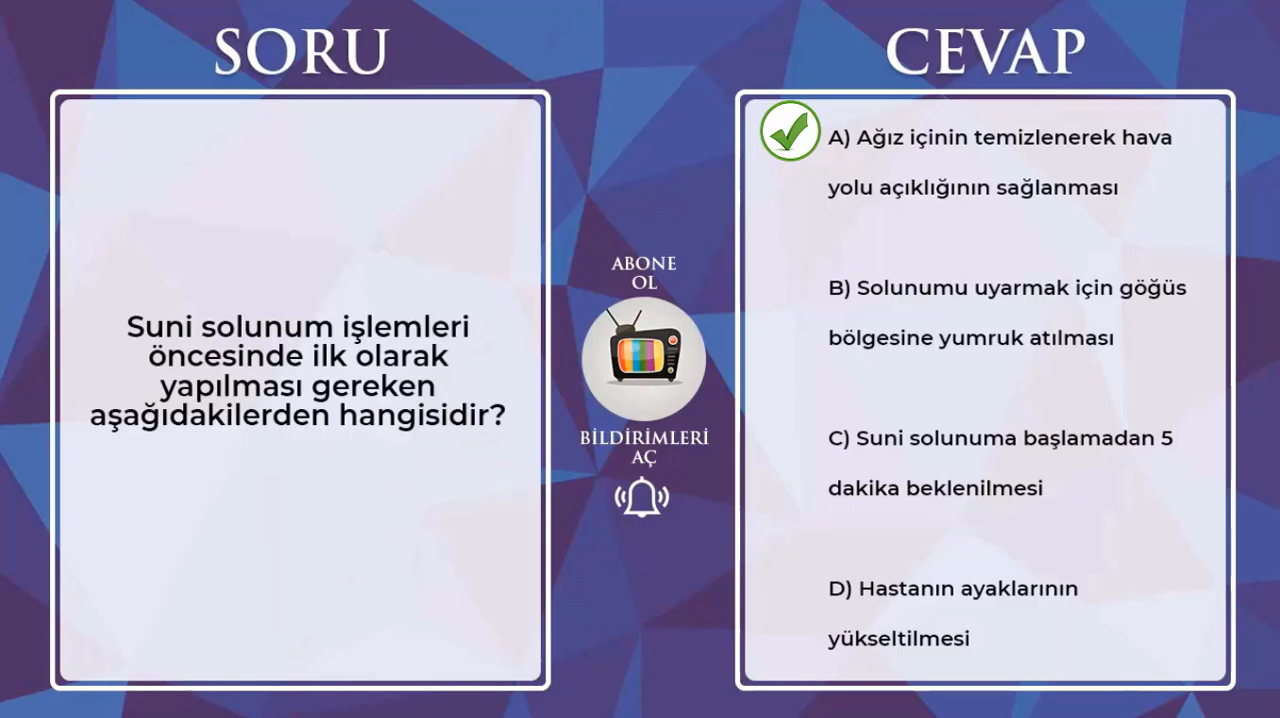 SORU
Suni solunum işlemleri
öncesinde ilk olarak
yapılması gereken
aşağıdakilerden hangisidir?
ABONE
OL
BİLDİRİMLERİ
AÇ
CEVAP
A) Ağız içinin temizlenerek hava
yolu açıklığının sağlanması
B) Solunumu uyarmak için göğüs
bölgesine yumruk atılması
C) Suni solunuma başlamadan 5
dakika beklenilmesi
D) Hastanın ayaklarının
yükseltilmesi